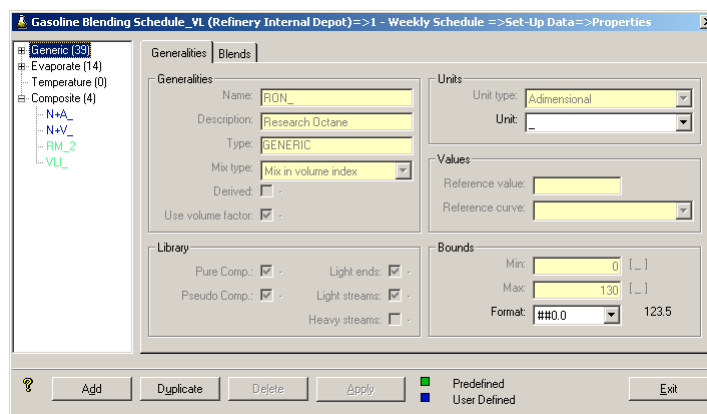 Gasoline Blending Schedule_VL (Refinery Internal Depot)=>1 - Weekly Schedule =>Set-Up Data=>Properties
Generic (39)
Evaporate (14)
Temperature (0)
Composite (4)
N+A_
N+V_
RM_2
VLI_
Generalities
Blends
Generalities
Name:
RON_
Description:
Research Octane
Type:
GENERIC
Mix type:
Mix in volume index
Derived:
-
Use volume factor:
-
Units
Unit type:
Adimensional
Unit:
_
Values
Reference value:
Reference curve:
Library
Pure Comp.:
-
Light ends:
-
Pseudo Comp.:
-
Light streams:
-
Heavy streams:
-
Bounds
Min:
0
[ _ ]
Max:
130
[ _ ]
Format:
##0.0
123.5
?
Add
Duplicate
Delete
Apply
Predefined
User Defined
Exit